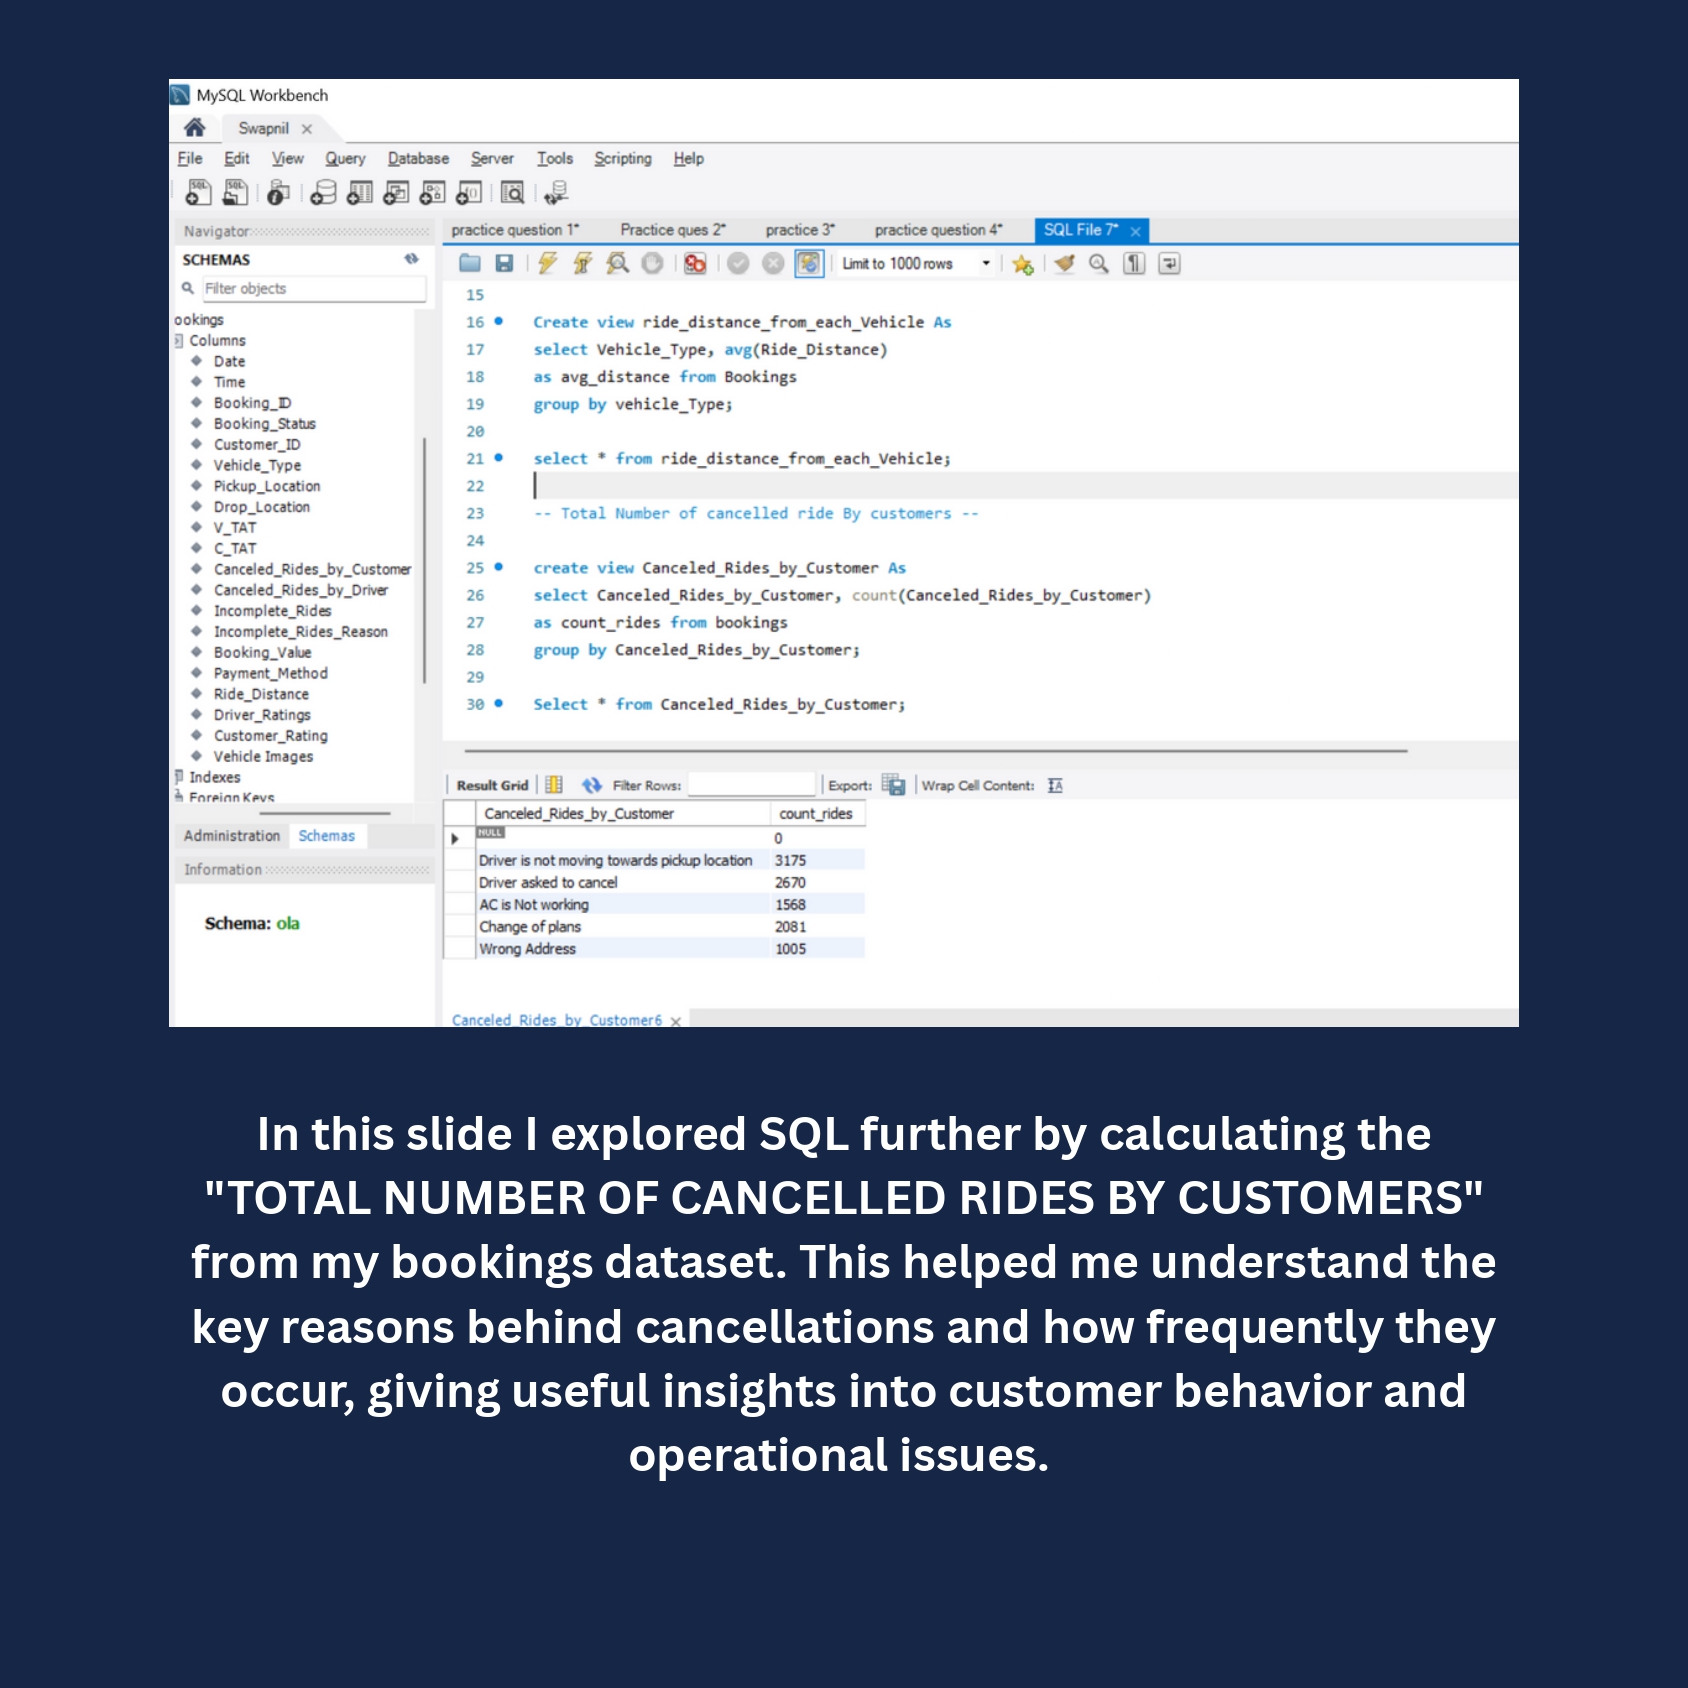 MySQL Workbench
Swapnil
File Edit View Query Database Server Tools Scripting Help
Navigator
SCHEMAS
Filter objects
ookings
Columns
Date
Time
Booking_ID
Booking_Status
Customer_ID
Vehicle_Type
Pickup_Location
Drop_Location
V_TAT
C_TAT
Canceled_Rides_by_Customer
Canceled_Rides_by_Driver
Incomplete_Rides
Incomplete_Rides_Reason
Booking_Value
Payment_Method
Ride_Distance
Driver_Ratings
Customer_Rating
Vehicle Images
Indexes
Foreign Keys
Administration Schemas
Information
Schema: ola
practice question 1* Practice ques 2* practice 3* practice question 4* SQL File 7*
Limit to 1000 rows
15
16 Create view ride_distance_from_each_Vehicle As
17 select Vehicle_Type, avg(Ride_Distance)
18 as avg_distance from Bookings
19 group by vehicle_Type;
20
21 select * from ride_distance_from_each_Vehicle;
22
23 -- Total Number of cancelled ride By customers --
24
25 create view Canceled_Rides_by_Customer As
26 select Canceled_Rides_by_Customer, count(Canceled_Rides_by_Customer)
27 as count_rides from bookings
28 group by Canceled_Rides_by_Customer;
29
30 Select * from Canceled_Rides_by_Customer;
Result Grid Filter Rows: Export: Wrap Cell Content:
Canceled_Rides_by_Customer count_rides
NULL 0
Driver is not moving towards pickup location 3175
Driver asked to cancel 2670
AC is Not working 1568
Change of plans 2081
Wrong Address 1005
Canceled_Rides_by_Customer6
In this slide I explored SQL further by calculating the
"TOTAL NUMBER OF CANCELLED RIDES BY CUSTOMERS"
from my bookings dataset. This helped me understand the
key reasons behind cancellations and how frequently they
occur, giving useful insights into customer behavior and
operational issues.